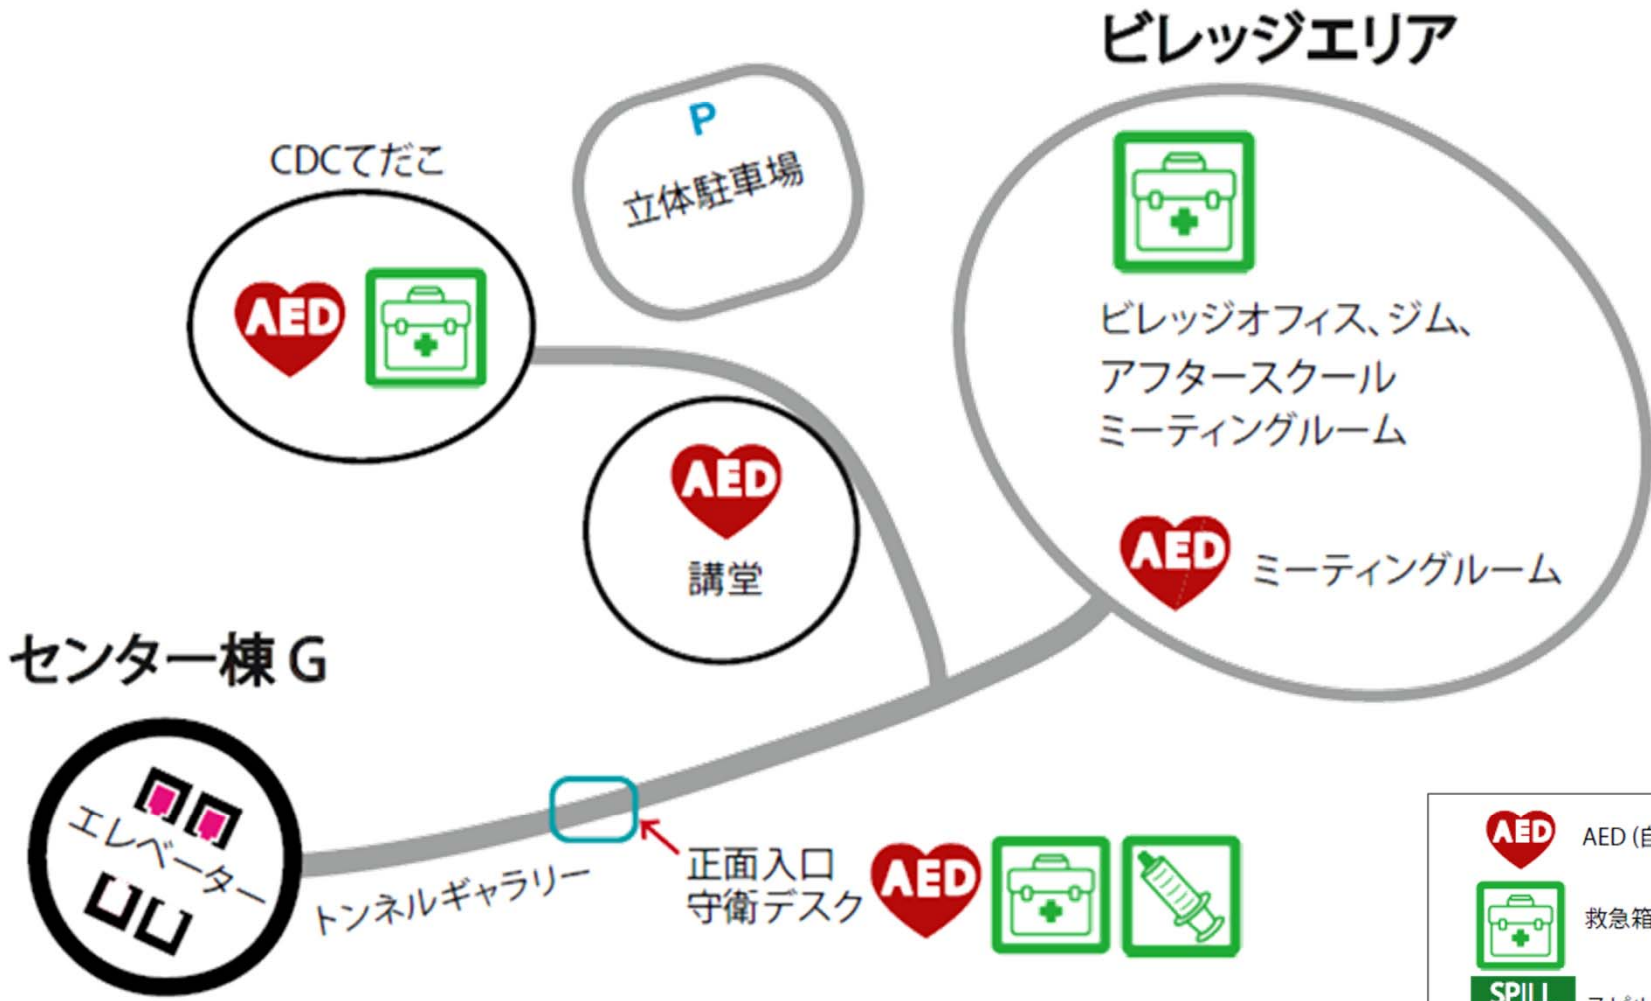 ビレッジエリア
P
立体駐車場
CDCてだこ
AED
ビレッジオフィス、ジム、
アフタースクール
ミーティングルーム
AED
講堂
AED
ミーティングルーム
センター棟 G
エレベーター
トンネルギャラリー
正面入口
守衛デスク
AED
AED
AED (自
救急箱
SPILL